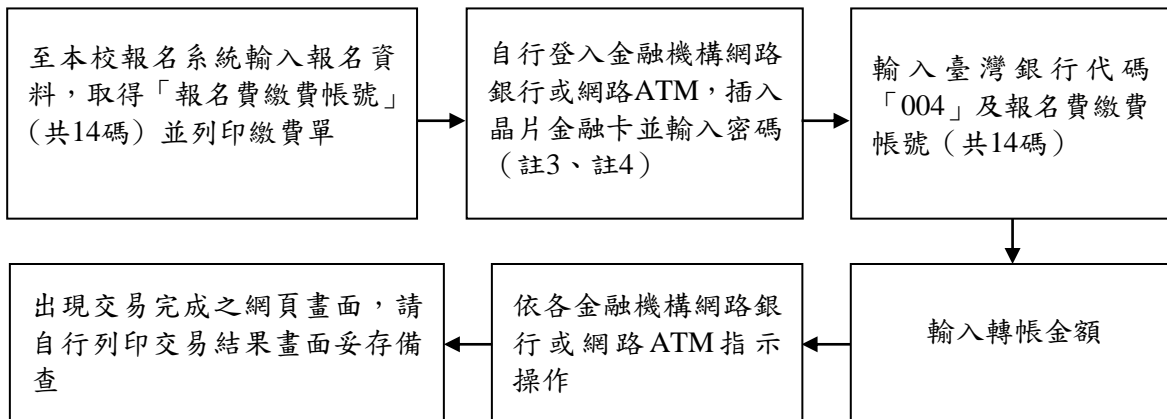 至本校報名系統輸入報名資
料，取得「報名費繳費帳號」
（共14碼）並列印繳費單
自行登入金融機構網路
銀行或網路ATM，插入
晶片金融卡並輸入密碼
（註3、註4）
輸入臺灣銀行代碼
「004」及報名費繳費
帳號（共14碼）
輸入轉帳金額
依各金融機構網路銀
行或網路ATM指示
操作
出現交易完成之網頁畫面，請
自行列印交易結果畫面妥存備
查